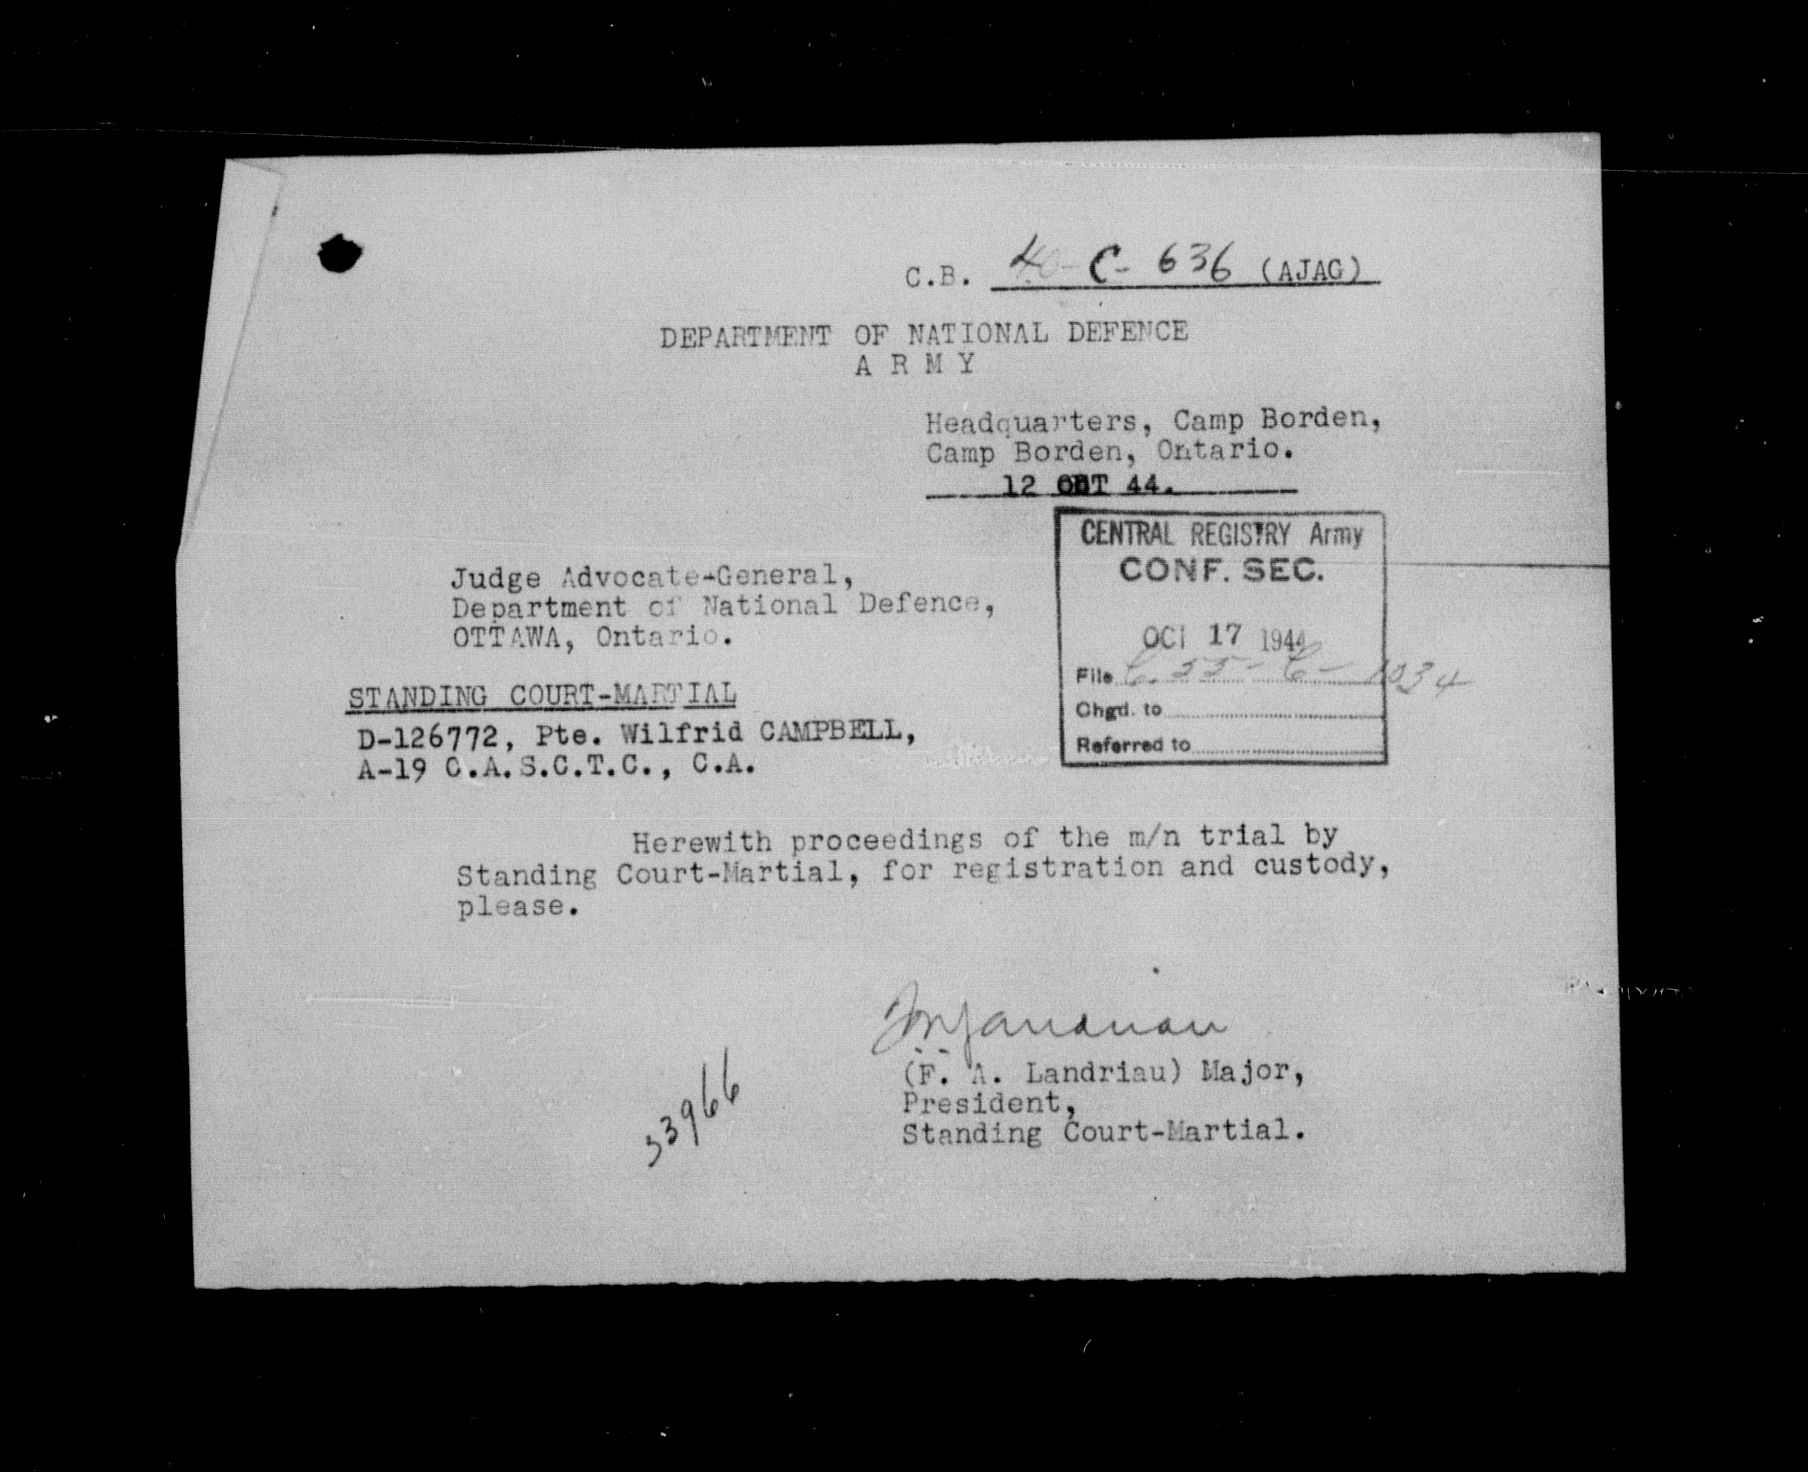 C.B. 40-C-636 (AJAG)
DEPARTMENT OF NATIONAL DEFENCE
A R M Y
Headquarters, Camp Borden,
Camp Borden, Ontario.
12 OCT 44.
CENTRAL REGISTRY Army
CONF. SEC.
OCT 17 1944
File C. 55-C-1034
Chgd. to
Referred to
Judge Advocate-General,
Department of National Defence,
OTTAWA, Ontario.
STANDING COURT-MARTIAL
D-126772, Pte. Wilfrid CAMPBELL,
A-19 C.A.S.C.T.C., C.A.
Herewith proceedings of the m/n trial by
Standing Court-Martial, for registration and custody,
please.
(F. A. Landriau) Major,
President,
Standing Court-Martial.
33966